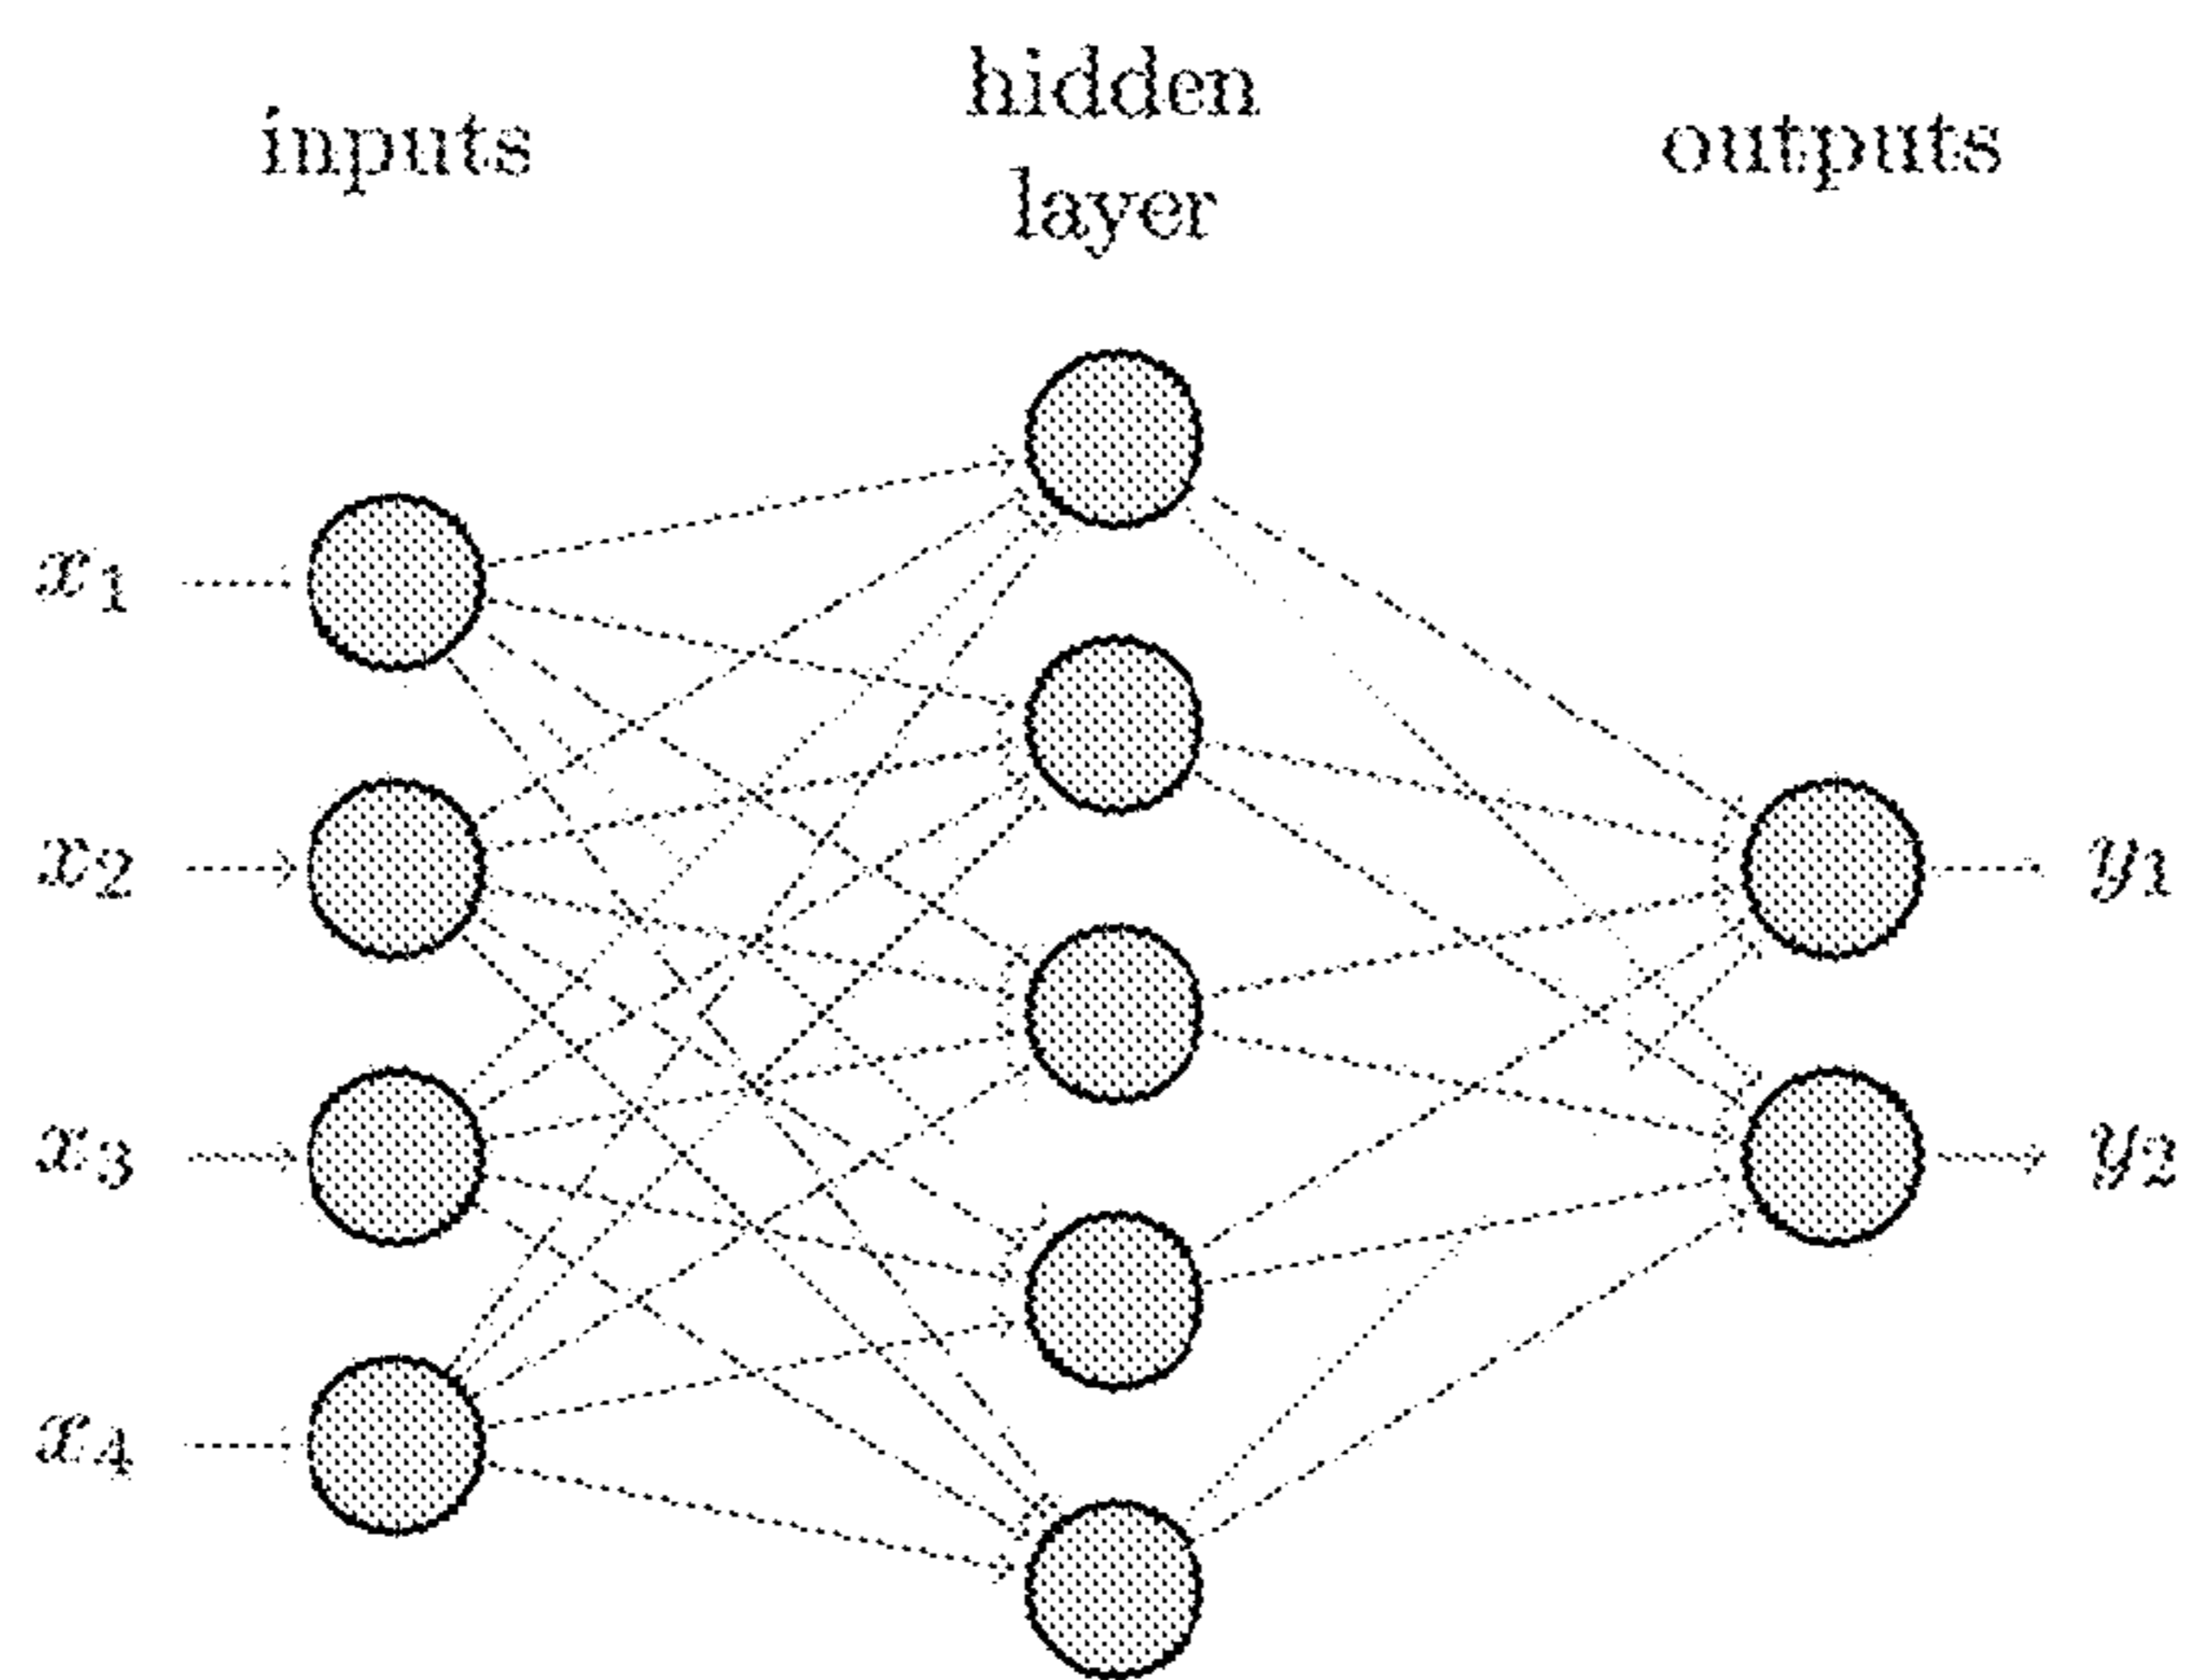 hidden
inputs
outputs
layer
x1
x2
y1
x3
y2
x4